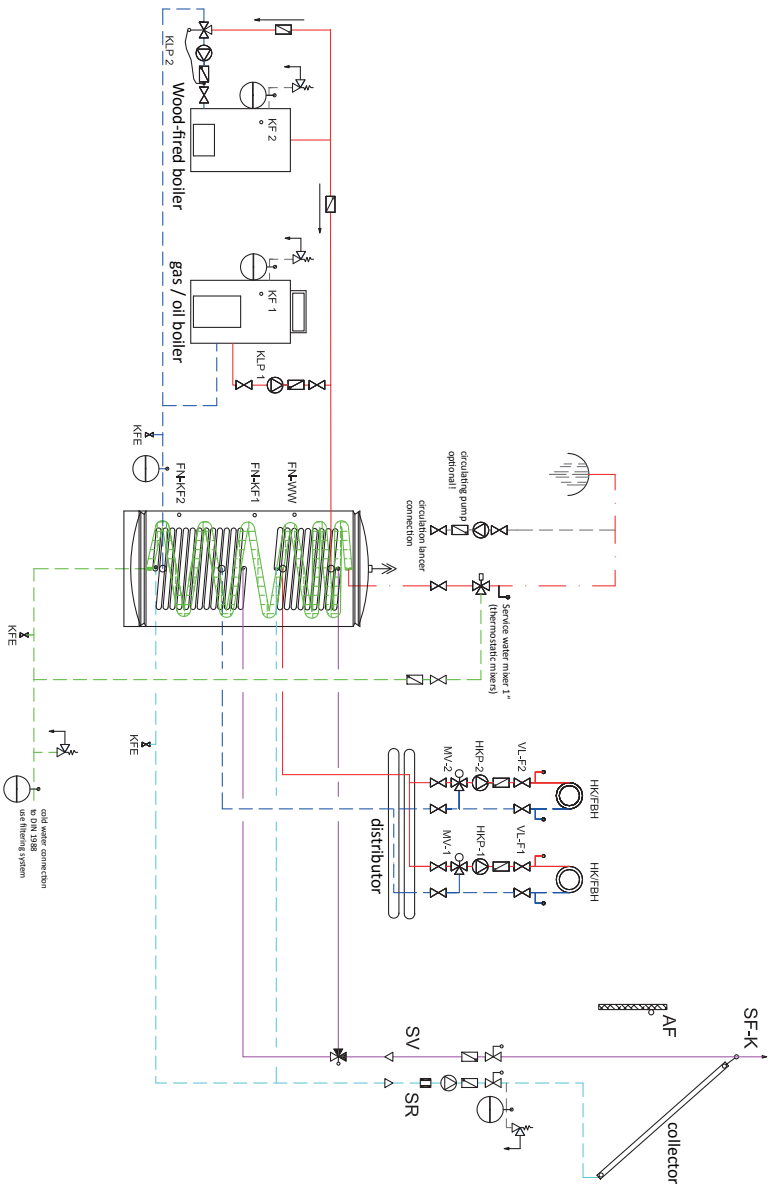 KLP 2
Wood-fired boiler
KF 2
gas / oil boiler
KF 1
KLP 1
KFE
FN-KF2
FN-KF1
FN-WW
circulating pump
optional!!
circulation lancer
connection
Service water mixer 1"
(thermostatic mixers)
KFE
KFE
cold water connection
to DIN 1988
use filtering system
HK/FBH
HK/FBH
VL-F2
HKP-2
MV-2
VL-F1
HKP-1
MV-1
distributor
SV
SR
AF
SF-K
collector